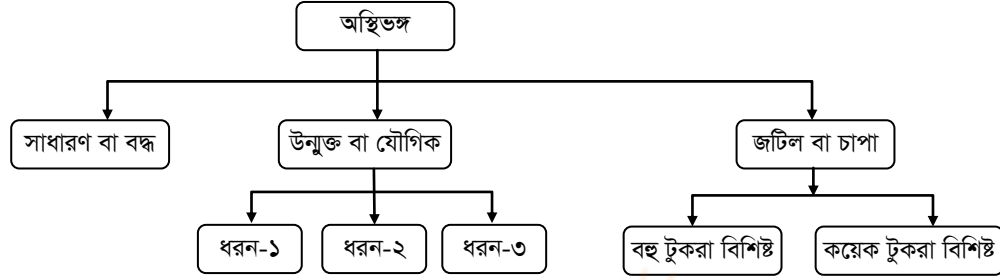 অস্থিভঙ্গ
সাধারণ বা বদ্ধ
উন্মুক্ত বা যৌগিক
জটিল বা চাপা
ধরন-১
ধরন-২
ধরন-৩
বহু টুকরা বিশিষ্ট
কয়েক টুকরা বিশিষ্ট